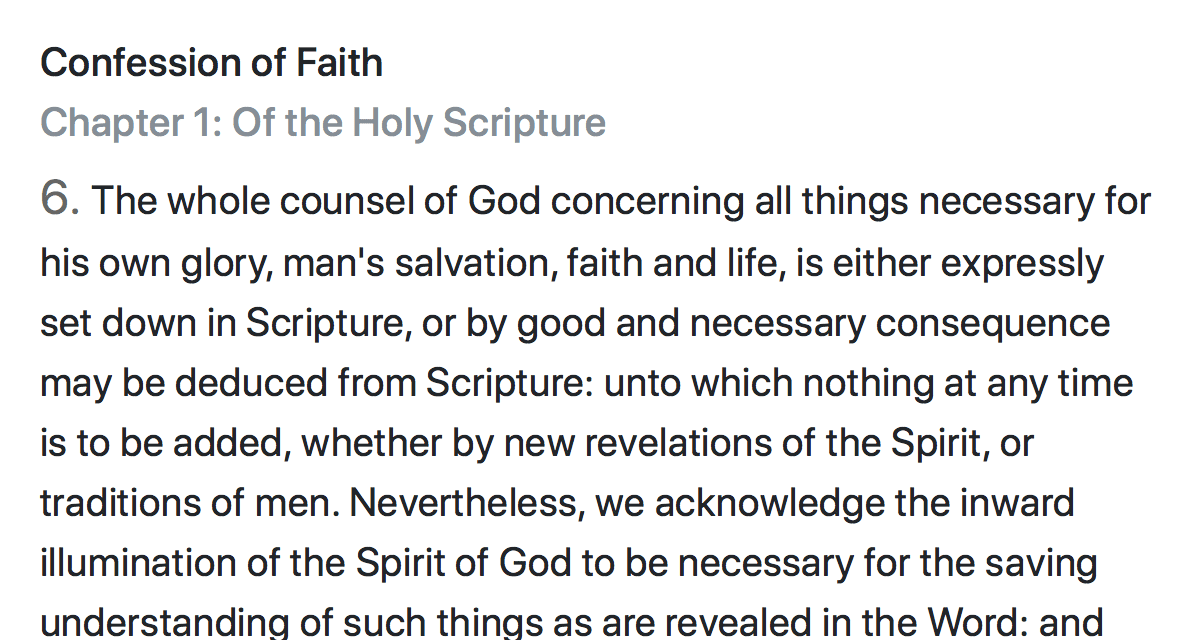 Confession of Faith
Chapter 1: Of the Holy Scripture
6. The whole counsel of God concerning all things necessary for
his own glory, man's salvation, faith and life, is either expressly
set down in Scripture, or by good and necessary consequence
may be deduced from Scripture: unto which nothing at any time
is to be added, whether by new revelations of the Spirit, or
traditions of men. Nevertheless, we acknowledge the inward
illumination of the Spirit of God to be necessary for the saving
understanding of such things as are revealed in the Word: and